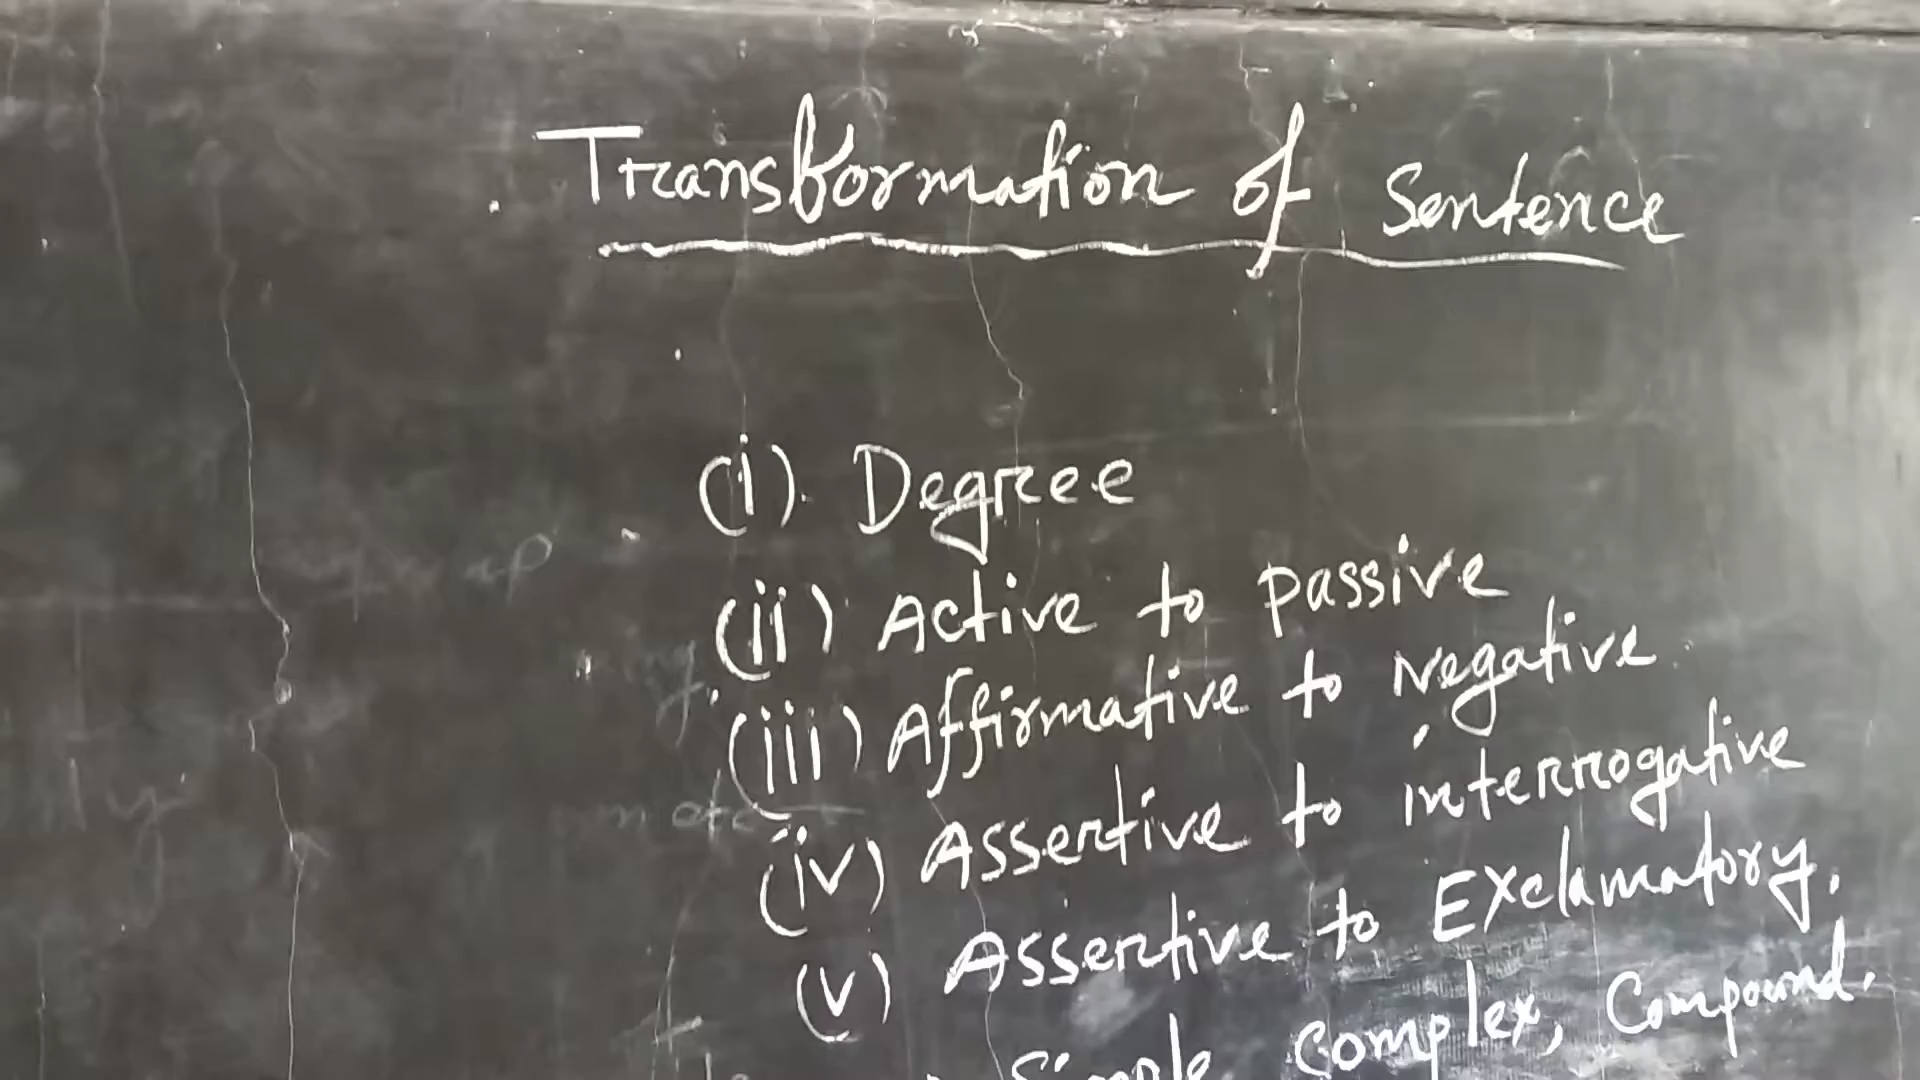 Transformation of Sentence
(i). Degree
(ii) Active to passive
(iii) Affirmative to Negative
(iv) Assertive to interrogative
(v) Assertive to Exclamatory.
Simple, Complex, Compound.